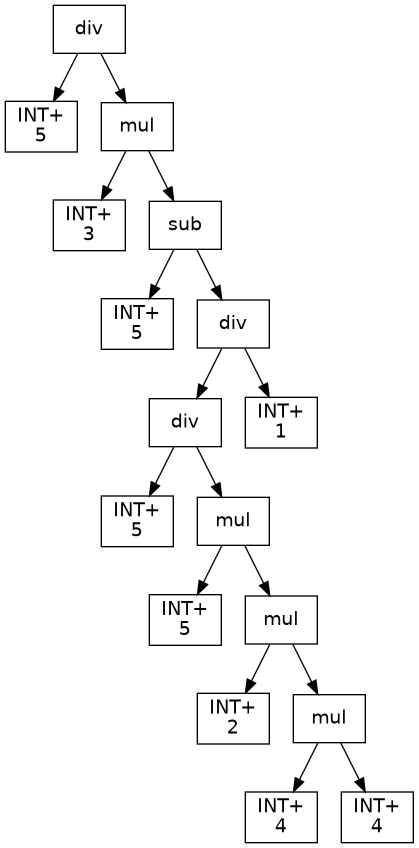 div
INT+
5
mul
INT+
3
sub
INT+
5
div
div
INT+
1
INT+
5
mul
INT+
5
mul
INT+
2
mul
INT+
4
INT+
4